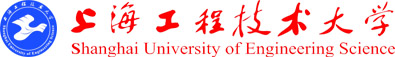 上海工程技术大学
Shanghai University of Engineering Science